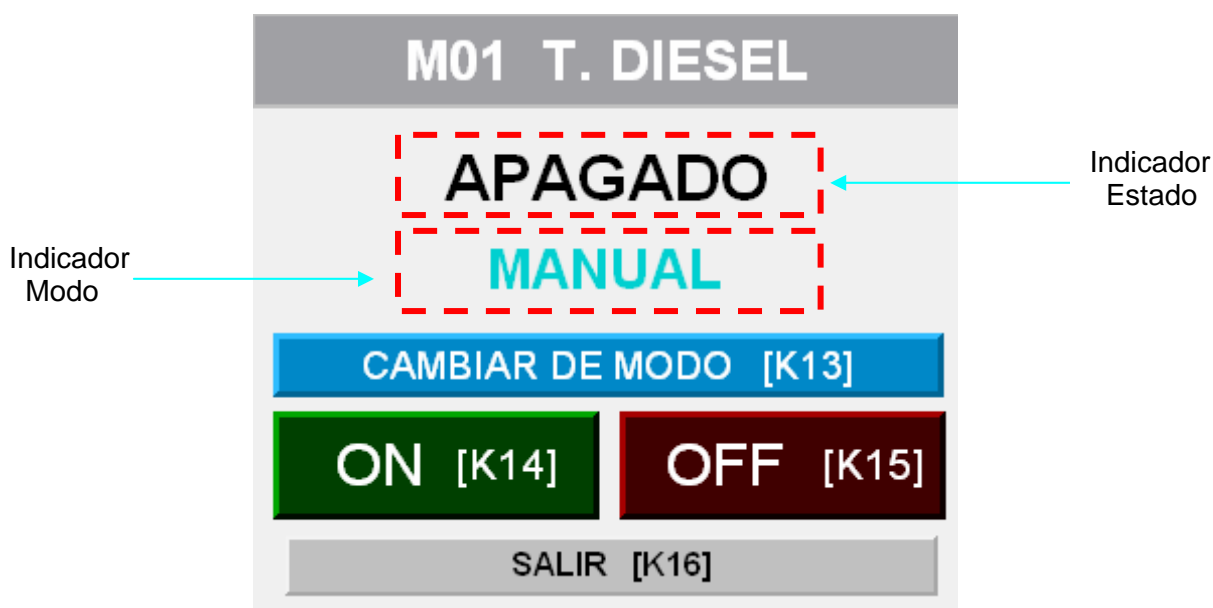 M01 T. DIESEL
APAGADO
Indicador
Estado
MANUAL
Indicador
Modo
CAMBIAR DE MODO [K13]
ON [K14]
OFF [K15]
SALIR [K16]